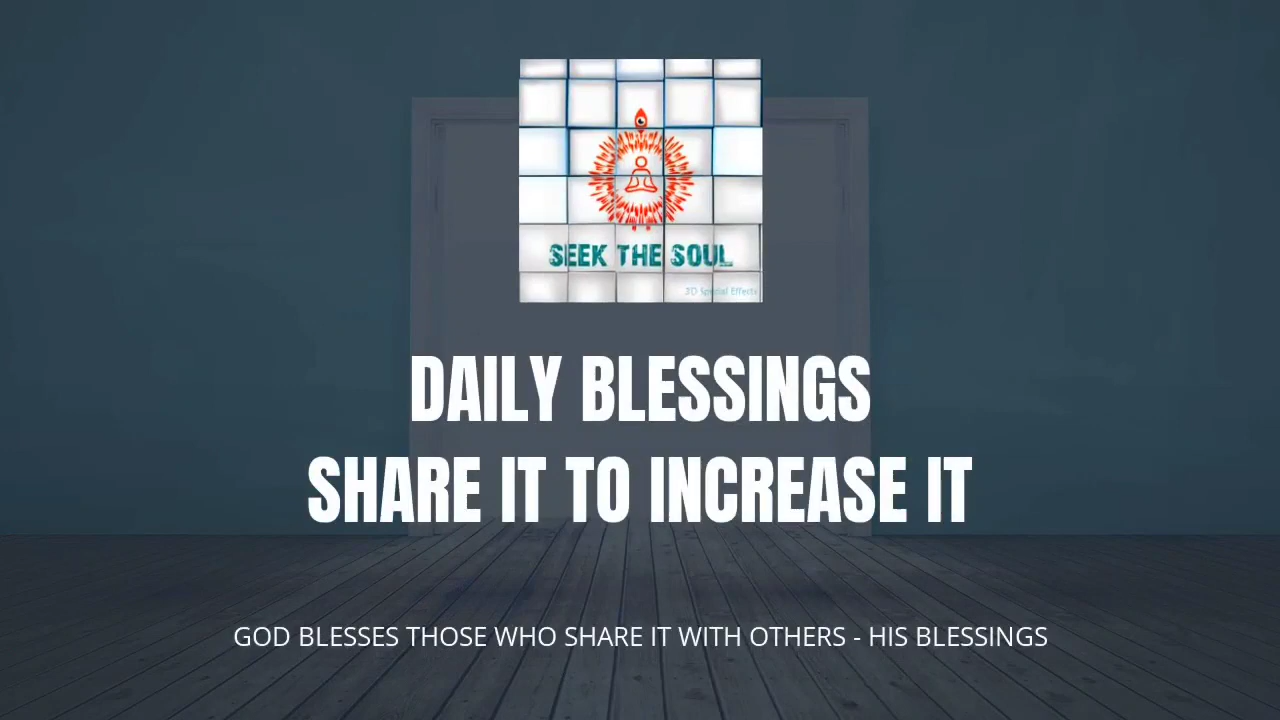 SEEK THE SOUL
3D Special Effects
DAILY BLESSINGS
SHARE IT TO INCREASE IT
GOD BLESSES THOSE WHO SHARE IT WITH OTHERS - HIS BLESSINGS